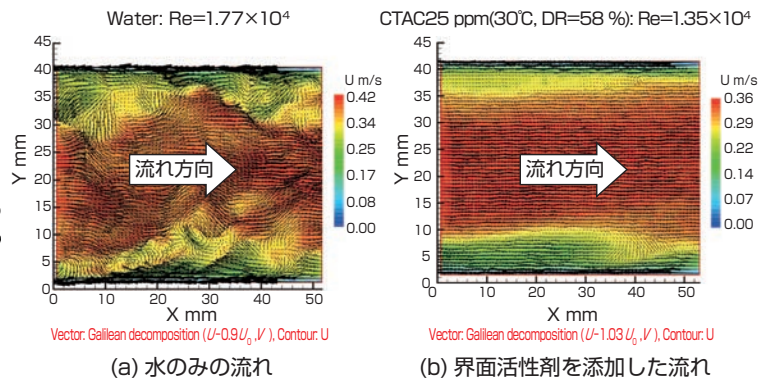 Water: Re=1.77×10⁴
45
40
35
30
25
20
15
10
5
0
Y mm
0 10 20 30 40 50
X mm
U m/s
0.42
0.34
0.25
0.17
0.08
0.00
流れ方向
Vector: Galilean decomposition (U-0.9U₀,V), Contour: U
(a) 水のみの流れ
CTAC25 ppm(30℃, DR=58 %): Re=1.35×10⁴
45
40
35
30
25
20
15
10
5
0
Y mm
0 10 20 30 40 50
X mm
U m/s
0.36
0.29
0.22
0.14
0.07
0.00
流れ方向
Vector: Galilean decomposition (U-1.03U₀,V), Contour: U
(b) 界面活性剤を添加した流れ